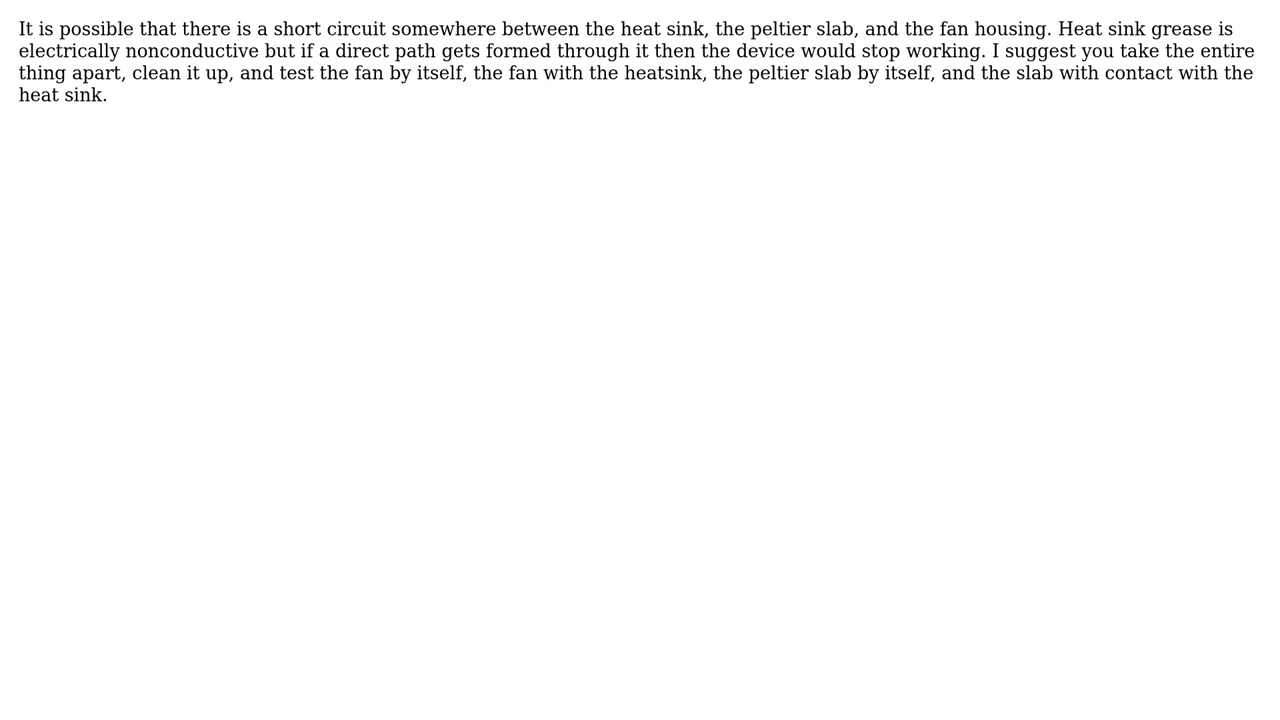 It is possible that there is a short circuit somewhere between the heat sink, the peltier slab, and the fan housing. Heat sink grease is
electrically nonconductive but if a direct path gets formed through it then the device would stop working. I suggest you take the entire
thing apart, clean it up, and test the fan by itself, the fan with the heatsink, the peltier slab by itself, and the slab with contact with the
heat sink.